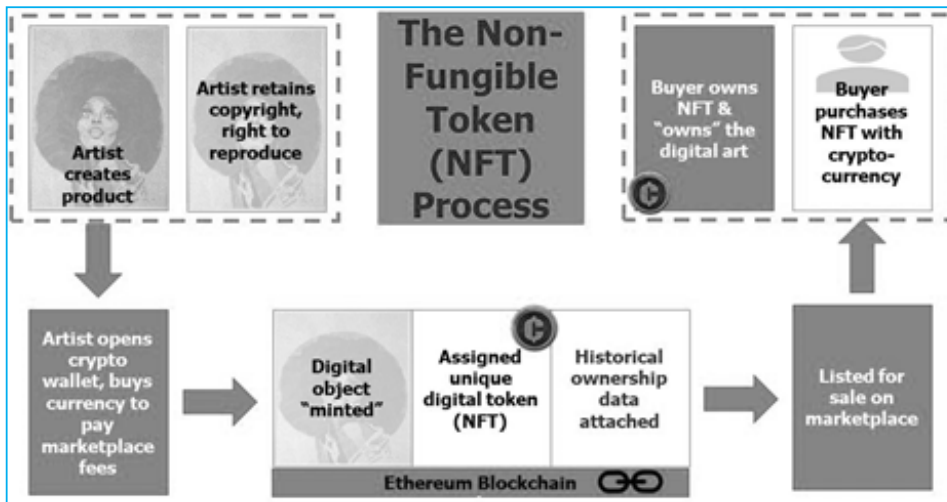 Artist
creates
product
Artist retains
copyright,
right to
reproduce
The Non-
Fungible
Token
(NFT)
Process
Buyer owns
NFT &
"owns" the
digital art
Buyer
purchases
NFT with
crypto-
currency
Artist opens
crypto
wallet, buys
currency to
pay
marketplace
fees
Digital
object
"minted"
Assigned
unique
digital token
(NFT)
Historical
ownership
data
attached
Ethereum Blockchain
Listed for
sale on
marketplace